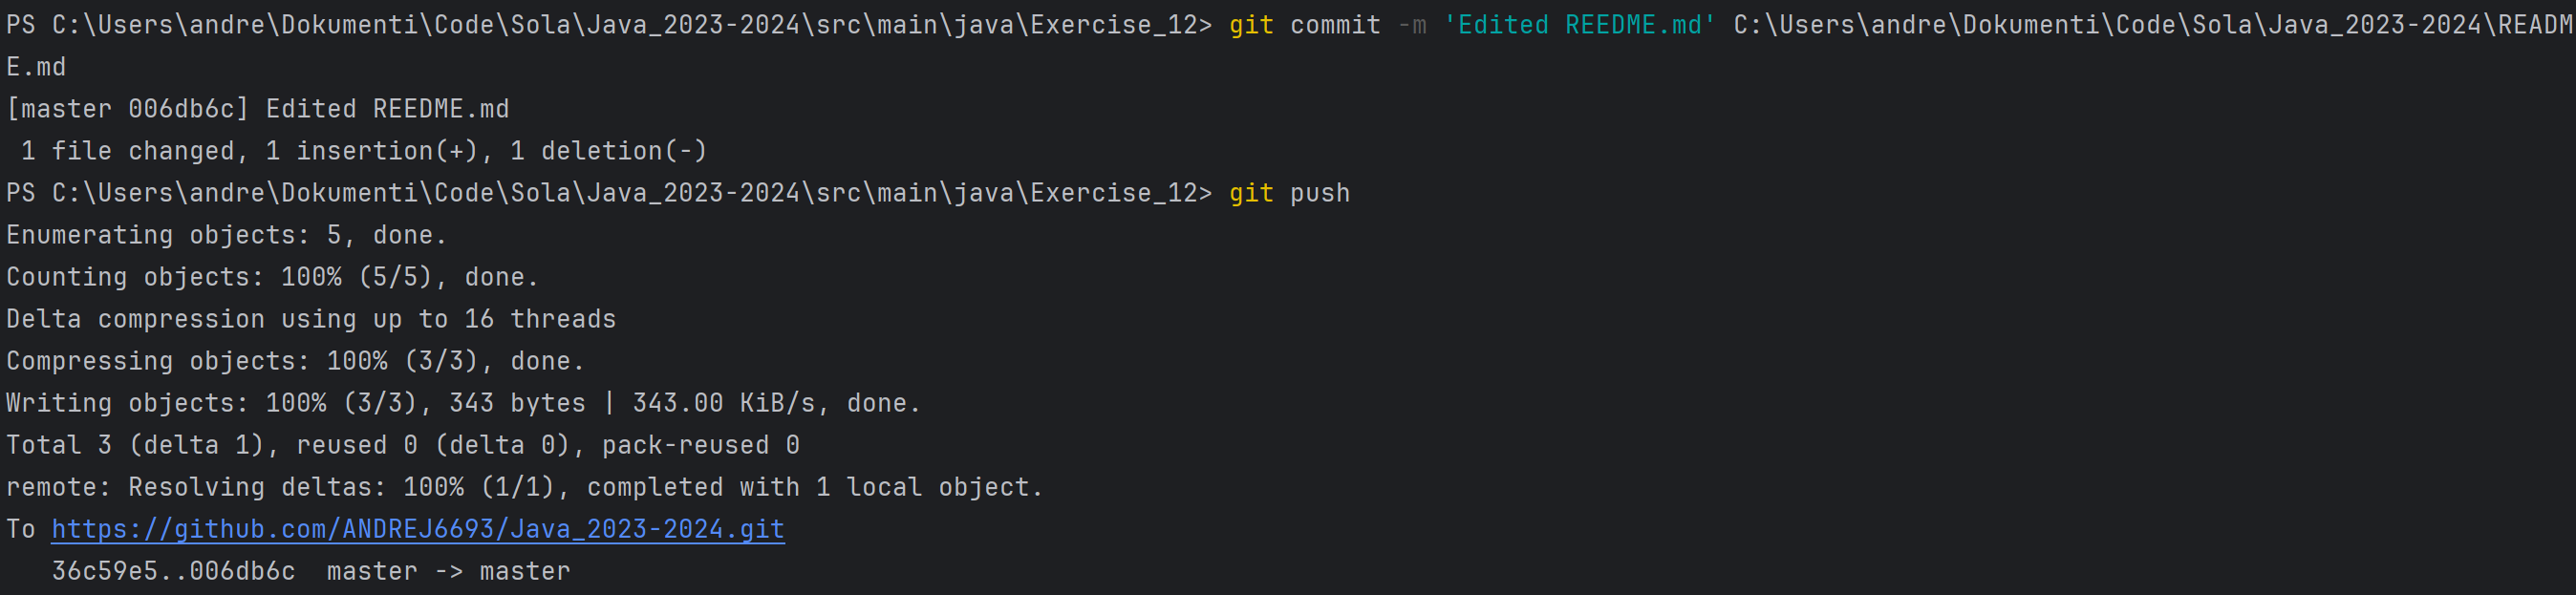 PS C:\Users\andre\Dokumenti\Code\Sola\Java_2023-2024\src\main\java\Exercise_12> git commit -m 'Edited REEDME.md' C:\Users\andre\Dokumenti\Code\Sola\Java_2023-2024\READM
E.md
[master 006db6c] Edited REEDME.md
 1 file changed, 1 insertion(+), 1 deletion(-)
PS C:\Users\andre\Dokumenti\Code\Sola\Java_2023-2024\src\main\java\Exercise_12> git push
Enumerating objects: 5, done.
Counting objects: 100% (5/5), done.
Delta compression using up to 16 threads
Compressing objects: 100% (3/3), done.
Writing objects: 100% (3/3), 343 bytes | 343.00 KiB/s, done.
Total 3 (delta 1), reused 0 (delta 0), pack-reused 0
remote: Resolving deltas: 100% (1/1), completed with 1 local object.
To https://github.com/ANDREJ6693/Java_2023-2024.git
   36c59e5..006db6c  master -> master